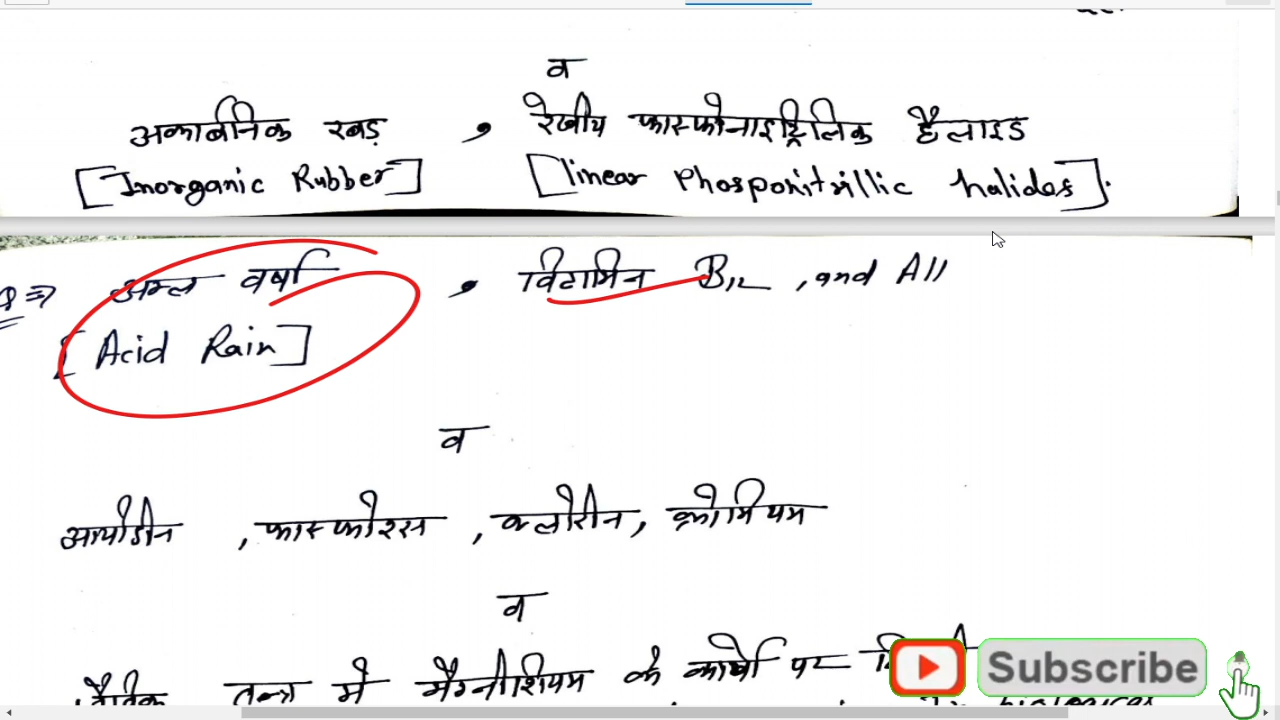 व
अकार्बनिक रबड़ , रेखीय फास्फोनाइट्रिलिक हैलाइड
[Inorganic Rubber] [linear Phosponitrillic halides].
अम्ल वर्षा , विटामिन B12 , and All
[Acid Rain]
व
आयोडीन , फास्फोरस , क्लोरीन, क्रोमियम
व
जैविक तन्त्र में मैग्नीशियम के कार्यो पर
Subscribe